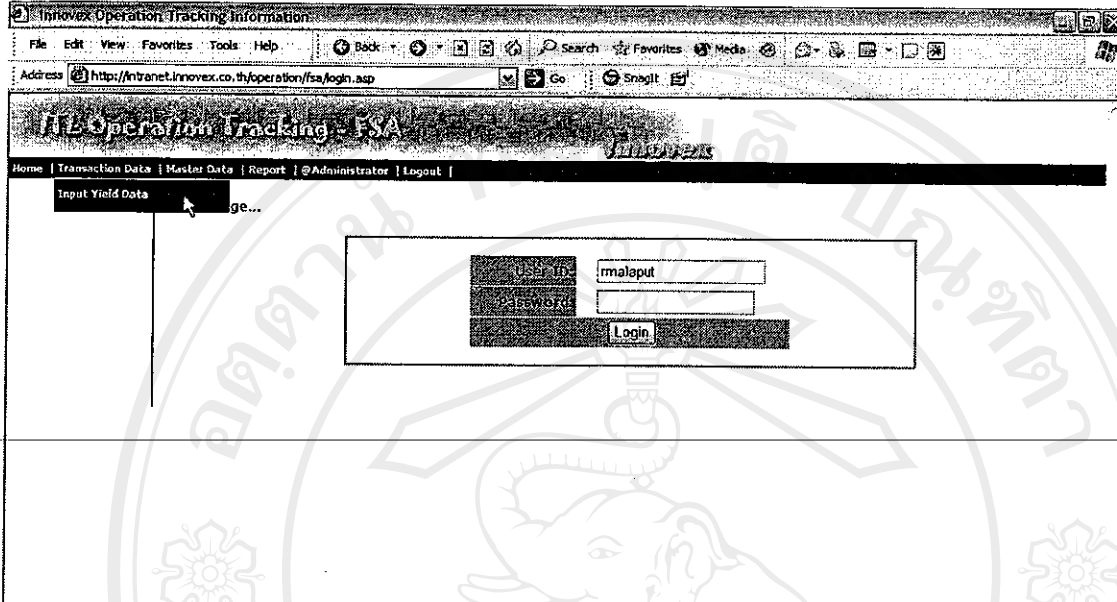 Innovex Operation Tracking Information
File Edit View Favorites Tools Help Back Search Favorites Media
Address http://intranet.innovex.co.th/operation/fsa/login.asp Go SnagIt
ITL Operation Tracking - FSA
Innovex
Home | Transaction Data | Master Data | Report | @Administrator | Logout |
Input Yield Data
ge...
User ID: rmalaput
Password:
Login